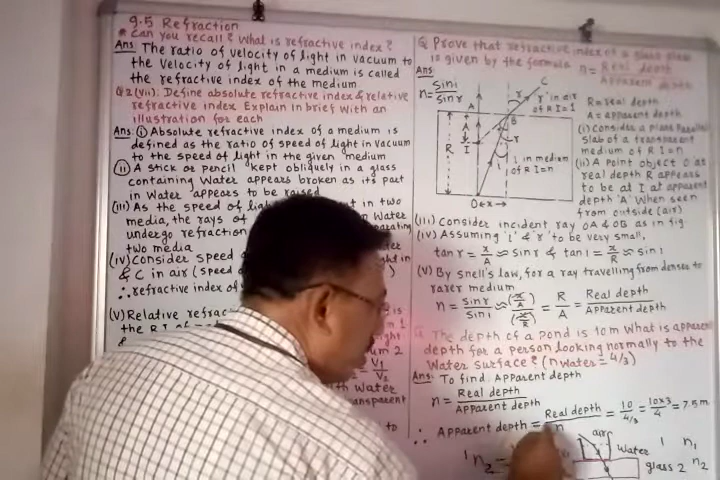 9.5 Refraction
* Can you recall? What is refractive index?
Ans: The ratio of velocity of light in vacuum to
the velocity of light in a medium is called
the refractive index of the medium
Q.2 (vii): Define absolute refractive index & relative
refractive index Explain in brief with an
illustration for each
Ans: (i) Absolute refractive index of a medium is
defined as the ratio of speed of light in vacuum
to the speed of light in the given medium
(ii) A stick or pencil kept obliquely in a glass
containing water appears broken as its part
in water appears to be raised
(iii) As the speed of in two
media, the rays of Water
undergo refraction
two media
(iv) Consider speed
& C in air (speed
∴ refractive index of
(v) Relative
the R.I
Q Prove that refractive index of a glass
is given by the formula n = Real depth / Apparent depth
Ans:
n = sin i / sin r
C
r
r in air
of R I = 1
A
B
R
A
I
r
i
i in medium
of R I = n
O ← x →
R = real depth
A = apparent depth
(i) Consider a plane parallel
slab of a transparent
medium of R I = n
(ii) A point object O at
real depth R appears
to be at I at apparent
depth 'A' when seen
from outside (air)
(iii) Consider incident ray OA & OB as in fig
(iv) Assuming 'i' & 'r' to be very small,
tan r = x/A ≈ sin r & tan i = x/R ≈ sin i
(v) By Snell's law, for a ray travelling from denser to
rarer medium
n = sin r / sin i ≈ (x/A) / (x/R) = R/A = Real depth / Apparent depth
The depth of a pond is 10 m What is apparent
depth for a person looking normally to the
water surface? (n water = 4/3)
Ans: To find Apparent depth
n = Real depth / Apparent depth
∴ Apparent depth = Real depth / n = 10 / 4/3 = 10 x 3 / 4 = 7.5 m
air
Water 1 n₁
glass 2 n₂
¹n₂ =